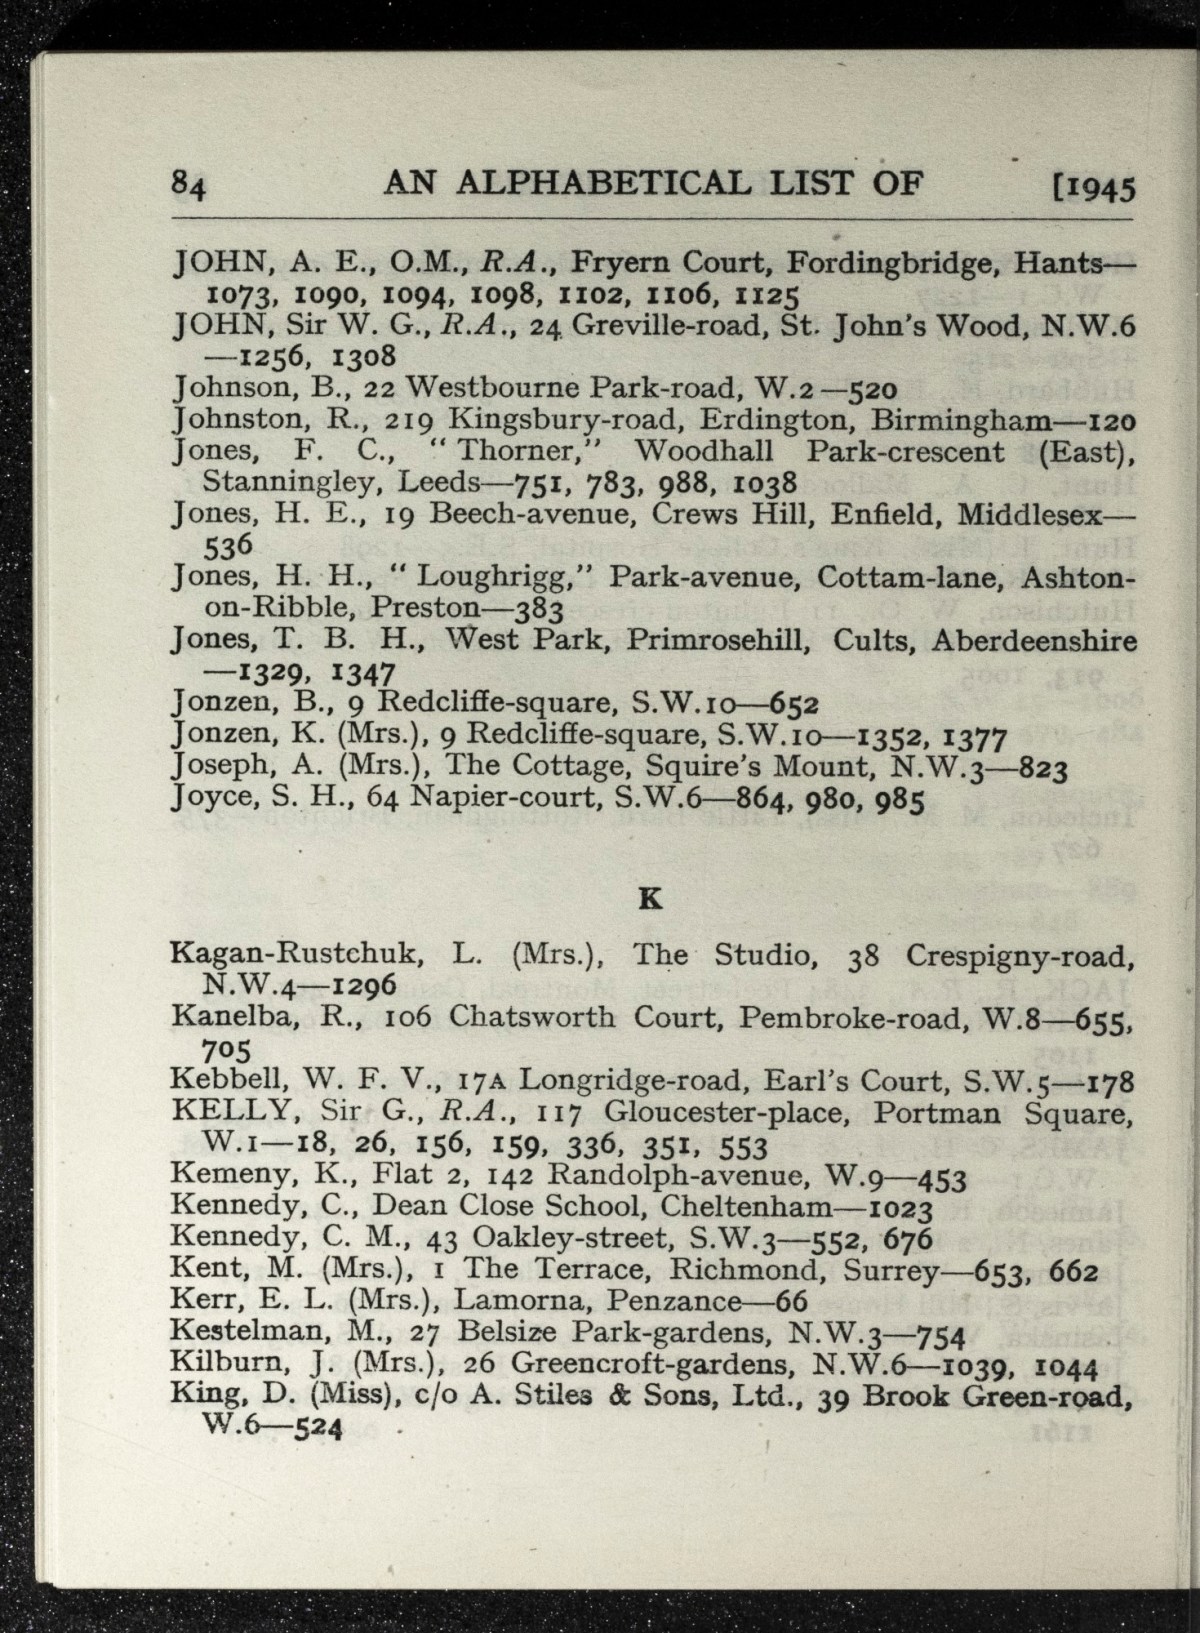 84 AN ALPHABETICAL LIST OF [1945
JOHN, A. E., O.M., R.A., Fryern Court, Fordingbridge, Hants—
1073, 1090, 1094, 1098, 1102, 1106, 1125
JOHN, Sir W. G., R.A., 24 Greville-road, St. John's Wood, N.W.6
—1256, 1308
Johnson, B., 22 Westbourne Park-road, W.2—520
Johnston, R., 219 Kingsbury-road, Erdington, Birmingham—120
Jones, F. C., “Thorner,” Woodhall Park-crescent (East),
Stanningley, Leeds—751, 783, 988, 1038
Jones, H. E., 19 Beech-avenue, Crews Hill, Enfield, Middlesex—
536
Jones, H. H., “Loughrigg,” Park-avenue, Cottam-lane, Ashton-
on-Ribble, Preston—383
Jones, T. B. H., West Park, Primrosehill, Cults, Aberdeenshire
—1329, 1347
Jonzen, B., 9 Redcliffe-square, S.W.10—652
Jonzen, K. (Mrs.), 9 Redcliffe-square, S.W.10—1352, 1377
Joseph, A. (Mrs.), The Cottage, Squire's Mount, N.W.3—823
Joyce, S. H., 64 Napier-court, S.W.6—864, 980, 985
K
Kagan-Rustchuk, L. (Mrs.), The Studio, 38 Crespigny-road,
N.W.4—1296
Kanelba, R., 106 Chatsworth Court, Pembroke-road, W.8—655,
705
Kebbell, W. F. V., 17A Longridge-road, Earl's Court, S.W.5—178
KELLY, Sir G., R.A., 117 Gloucester-place, Portman Square,
W.1—18, 26, 156, 159, 336, 351, 553
Kemeny, K., Flat 2, 142 Randolph-avenue, W.9—453
Kennedy, C., Dean Close School, Cheltenham—1023
Kennedy, C. M., 43 Oakley-street, S.W.3—552, 676
Kent, M. (Mrs.), 1 The Terrace, Richmond, Surrey—653, 662
Kerr, E. L. (Mrs.), Lamorna, Penzance—66
Kestelman, M., 27 Belsize Park-gardens, N.W.3—754
Kilburn, J. (Mrs.), 26 Greencroft-gardens, N.W.6—1039, 1044
King, D. (Miss), c/o A. Stiles & Sons, Ltd., 39 Brook Green-road,
W.6—524